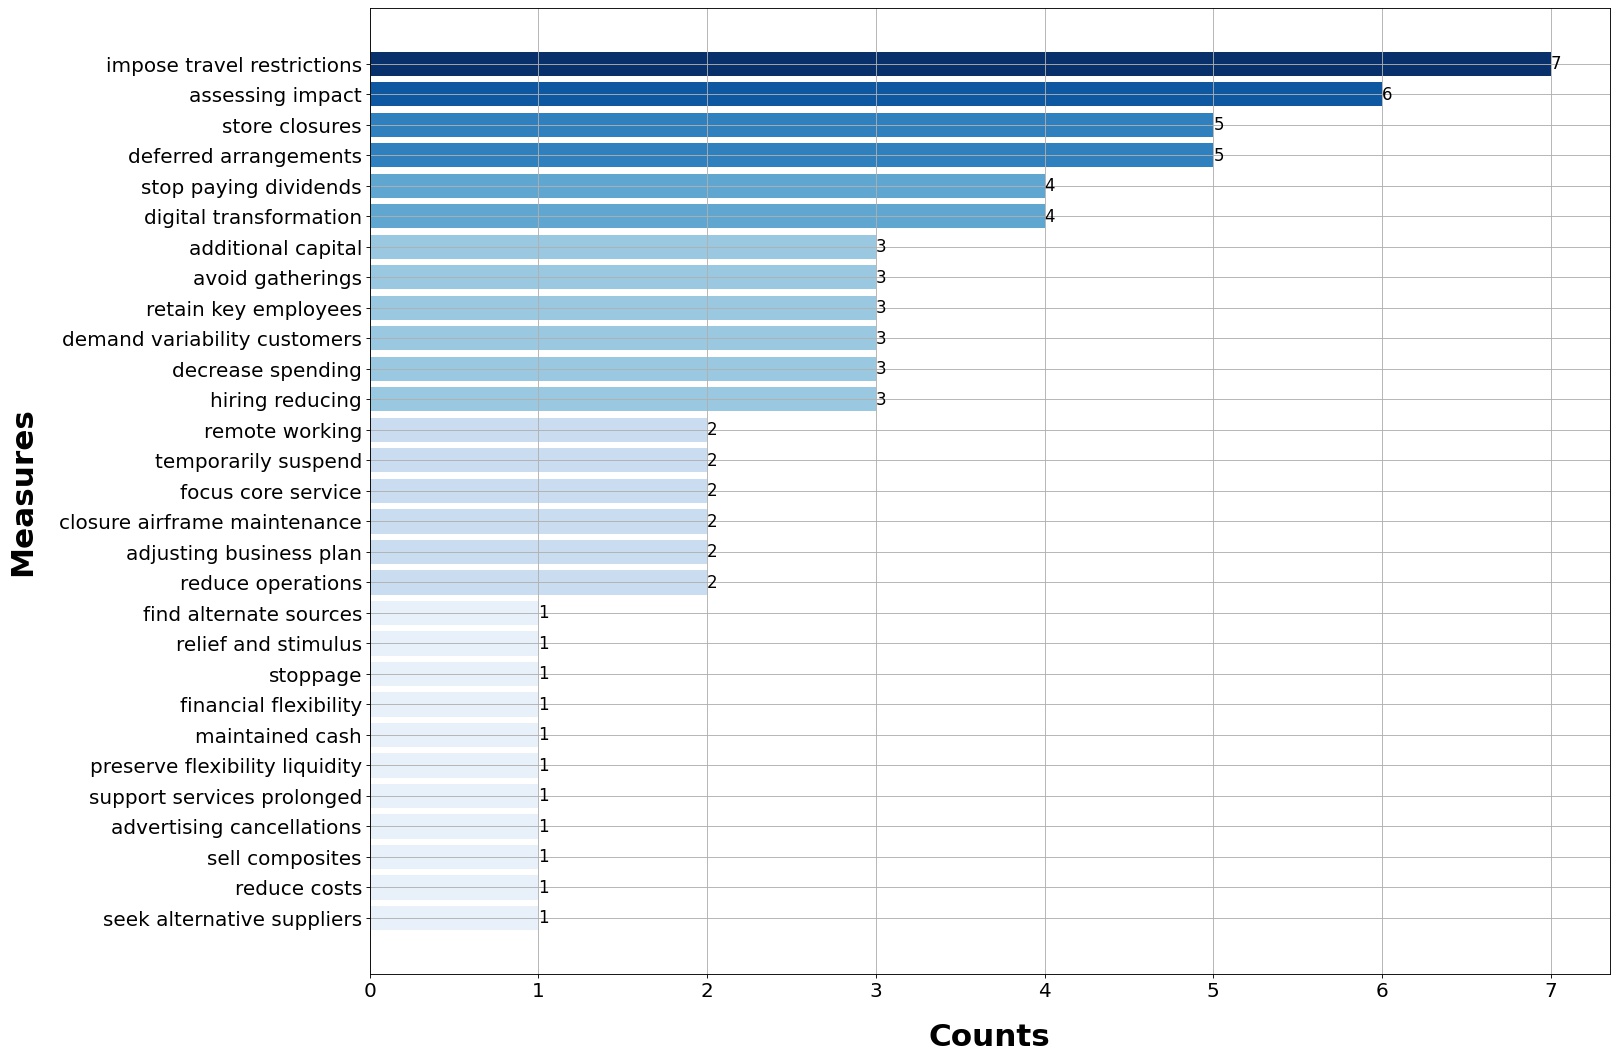 impose travel restrictions 7
assessing impact 6
store closures 5
deferred arrangements 5
stop paying dividends 4
digital transformation 4
additional capital 3
avoid gatherings 3
retain key employees 3
demand variability customers 3
decrease spending 3
hiring reducing 3
remote working 2
temporarily suspend 2
focus core service 2
closure airframe maintenance 2
adjusting business plan 2
reduce operations 2
find alternate sources 1
relief and stimulus 1
stoppage 1
financial flexibility 1
maintained cash 1
preserve flexibility liquidity 1
support services prolonged 1
advertising cancellations 1
sell composites 1
reduce costs 1
seek alternative suppliers 1
Measures
0 1 2 3 4 5 6 7
Counts